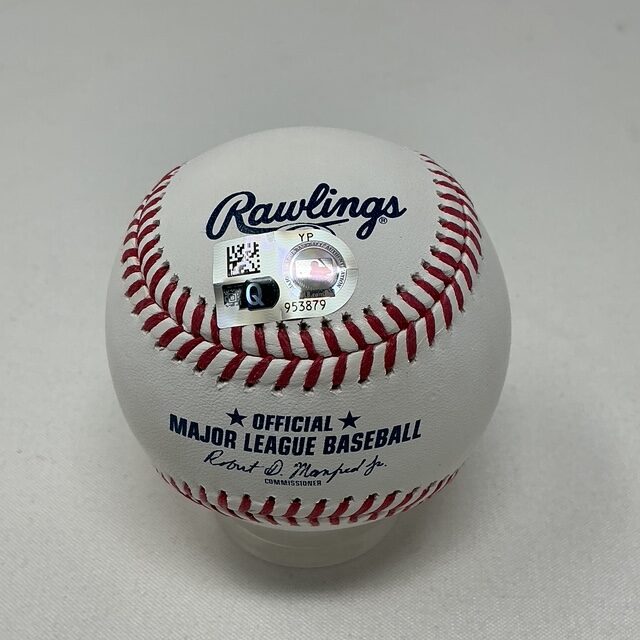 Rawlings®
YP
Q
953879
★ OFFICIAL ★
MAJOR LEAGUE BASEBALL
Robert D. Manfred Jr.
COMMISSIONER